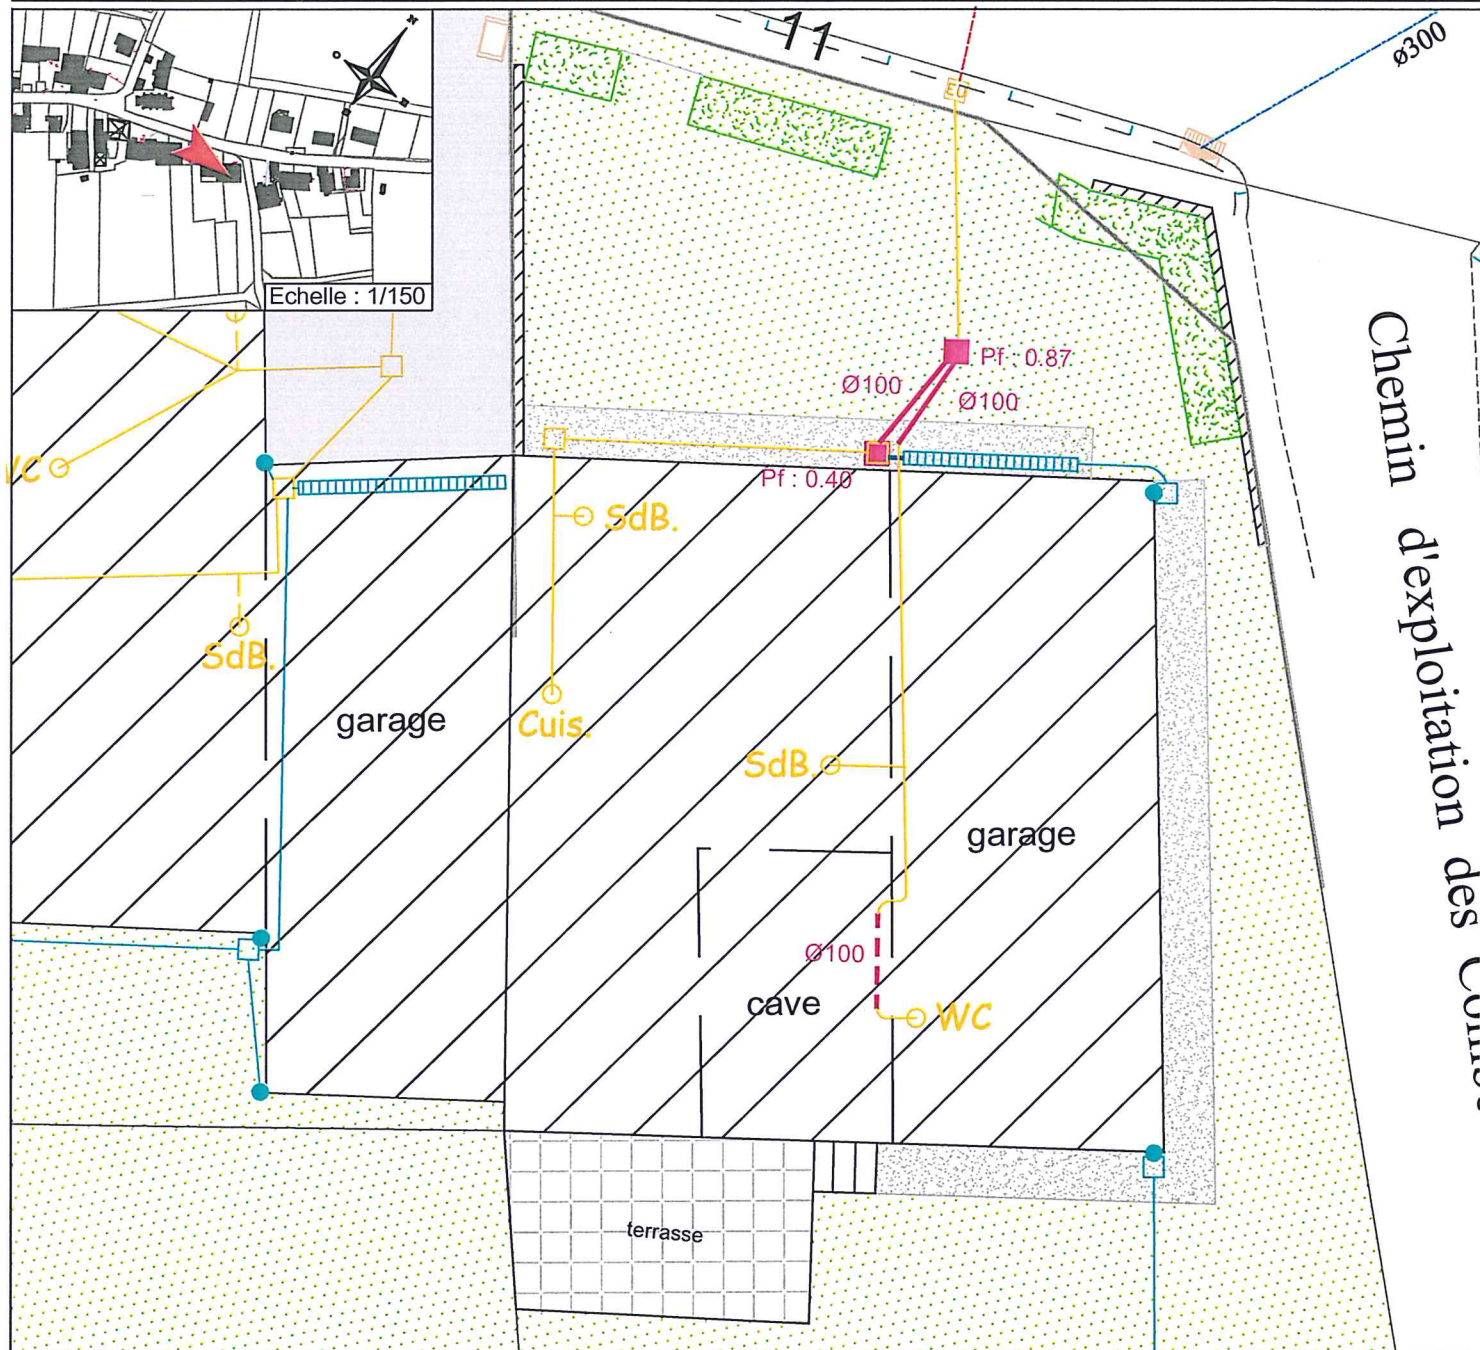 11
ø300
Echelle : 1/150
Pf : 0.87
Ø100
Ø100
Pf : 0.40
SdB.
SdB.
garage
Cuis.
SdB.
garage
Ø100
cave
WC
terrasse
Chemin d'exploitation des